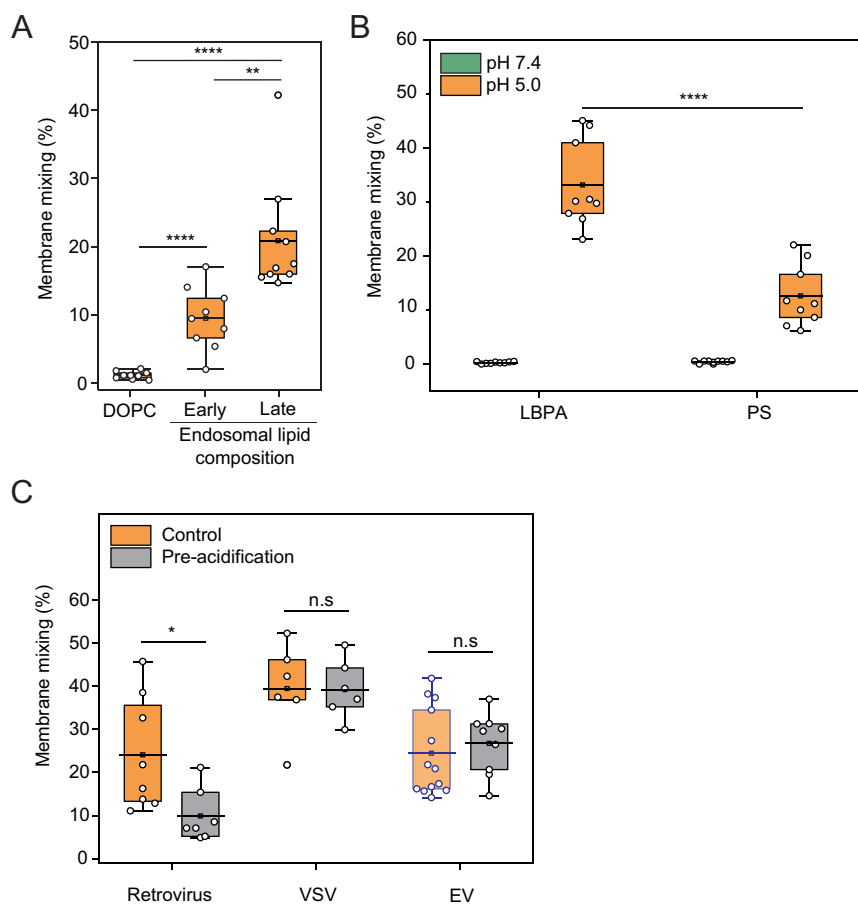 A
Membrane mixing (%)
50
40
30
20
10
0
****
**
****
DOPC
Early
Late
Endosomal lipid
composition
B
Membrane mixing (%)
60
50
40
30
20
10
0
pH 7.4
pH 5.0
****
LBPA
PS
C
Membrane mixing (%)
60
50
40
30
20
10
0
Control
Pre-acidification
*
n.s
n.s
Retrovirus
VSV
EV